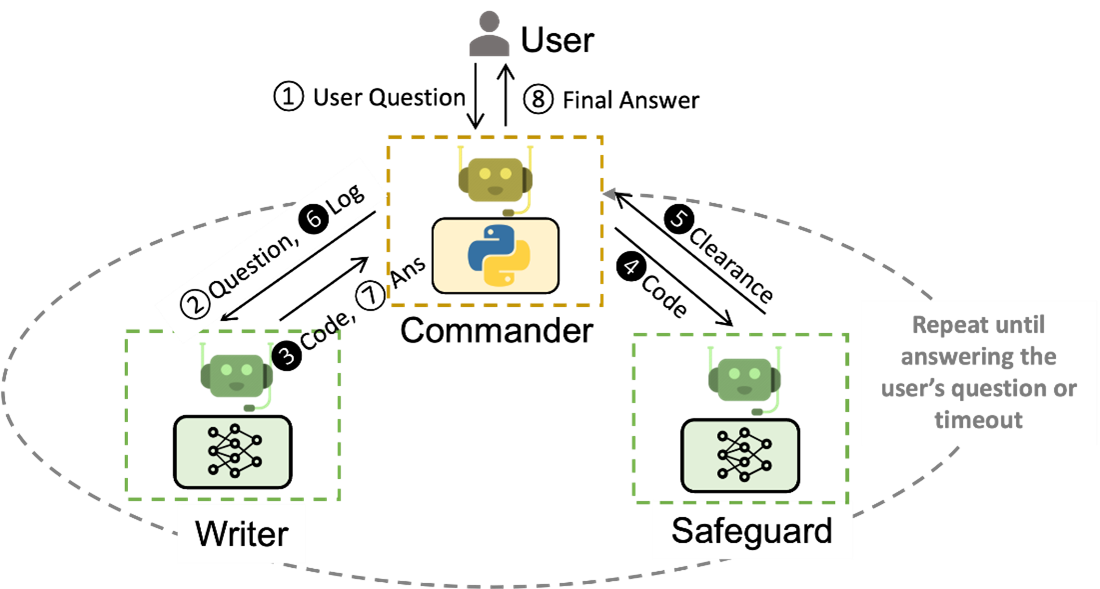 User
① User Question
⑧ Final Answer
② Question, ❻ Log
❸ Code, ⑦ Ans
Commander
❺ Clearance
❹ Code
Repeat until
answering the
user's question or
timeout
Writer
Safeguard